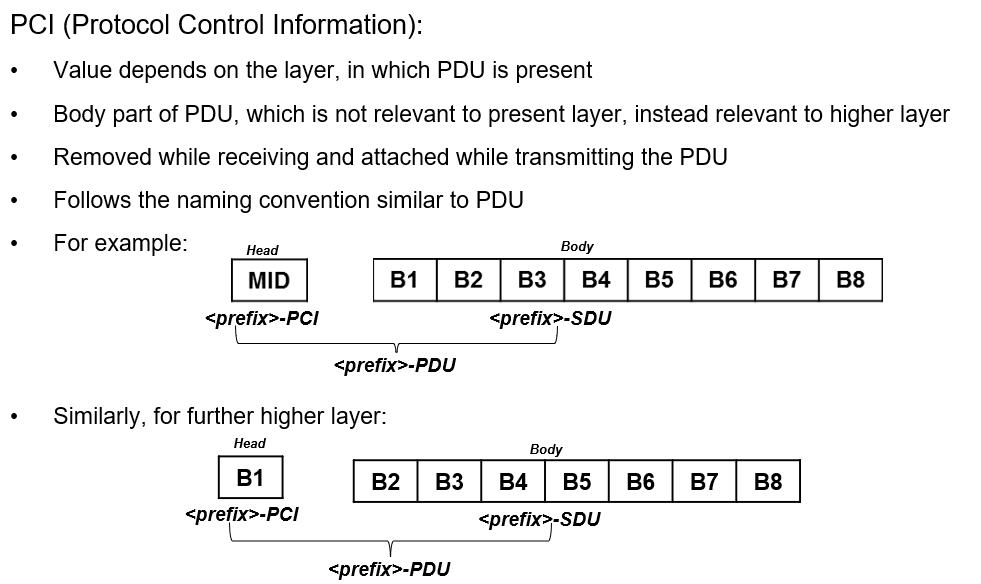 PCI (Protocol Control Information):
• Value depends on the layer, in which PDU is present
• Body part of PDU, which is not relevant to present layer, instead relevant to higher layer
• Removed while receiving and attached while transmitting the PDU
• Follows the naming convention similar to PDU
• For example:
Head Body
MID B1 B2 B3 B4 B5 B6 B7 B8
<prefix>-PCI <prefix>-SDU
<prefix>-PDU
• Similarly, for further higher layer:
Head Body
B1 B2 B3 B4 B5 B6 B7 B8
<prefix>-PCI <prefix>-SDU
<prefix>-PDU